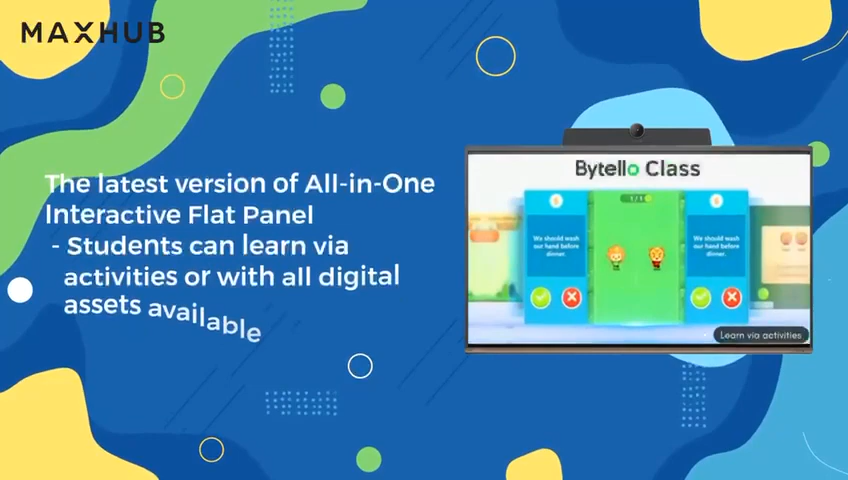 MAXHUB
The latest version of All-in-One
Interactive Flat Panel
- Students can learn via
activities or with all digital
assets available
Bytello Class
1/1
We should wash
our hand before
dinner.
We should wash
our hand before
dinner.
Learn via activities